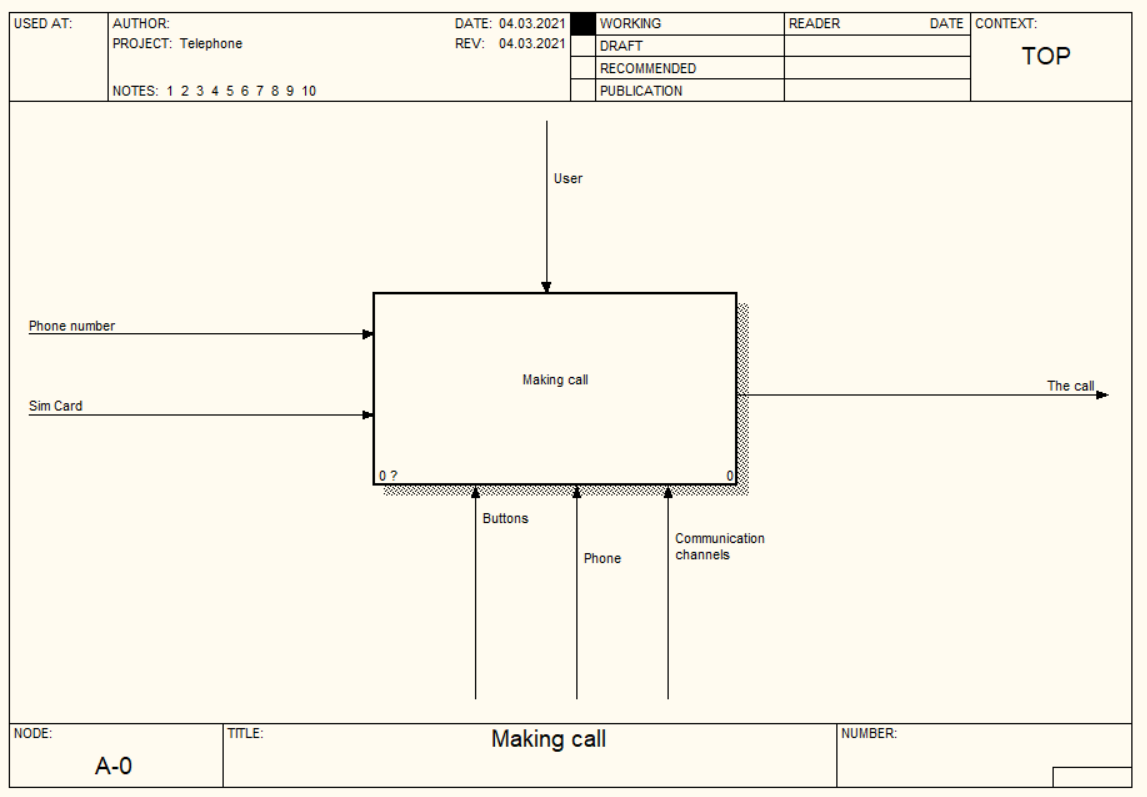 USED AT:
AUTHOR:
DATE: 04.03.2021
WORKING
READER
DATE
CONTEXT:
PROJECT: Telephone
REV: 04.03.2021
DRAFT
TOP
RECOMMENDED
NOTES: 1 2 3 4 5 6 7 8 9 10
PUBLICATION
User
Phone number
Making call
The call
Sim Card
0 ?
0
Buttons
Communication
channels
Phone
NODE:
A-0
TITLE:
Making call
NUMBER: